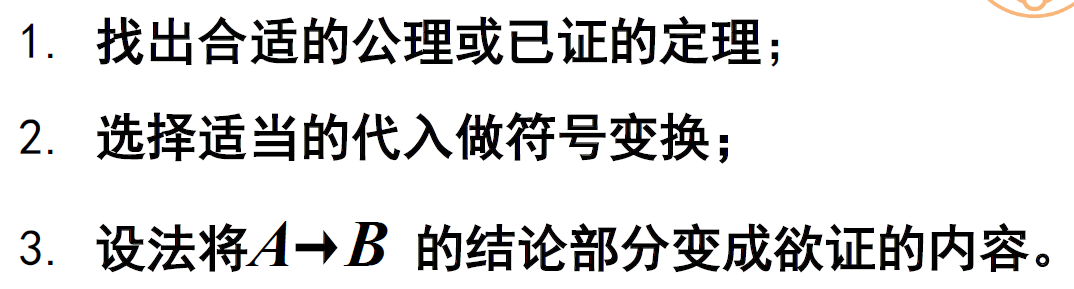 1. 找出合适的公理或已证的定理；
2. 选择适当的代入做符号变换；
3. 设法将A→B 的结论部分变成欲证的内容。